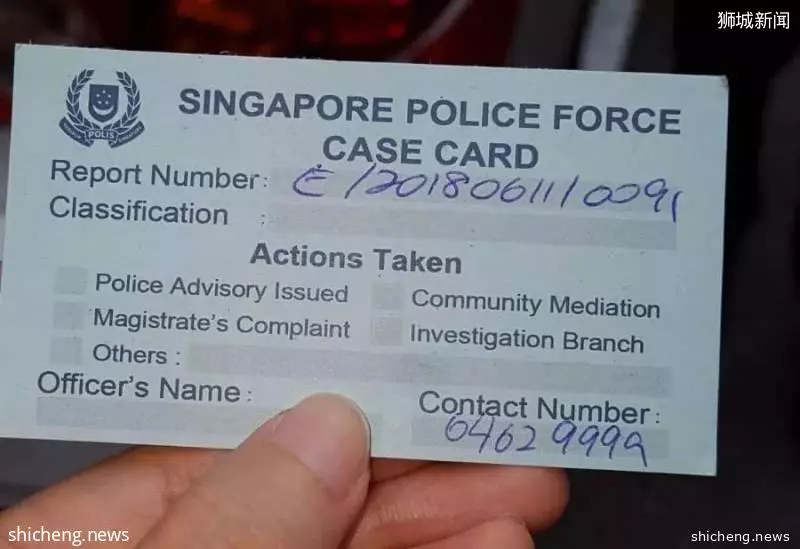 狮城新闻
SINGAPORE POLICE FORCE
CASE CARD
POLIS
Report Number: E/20180611/0091
Classification :
Actions Taken
Police Advisory Issued
Community Mediation
Magistrate's Complaint
Investigation Branch
Others :
Officer's Name :
Contact Number:
64629999
shicheng.news
shicheng.news